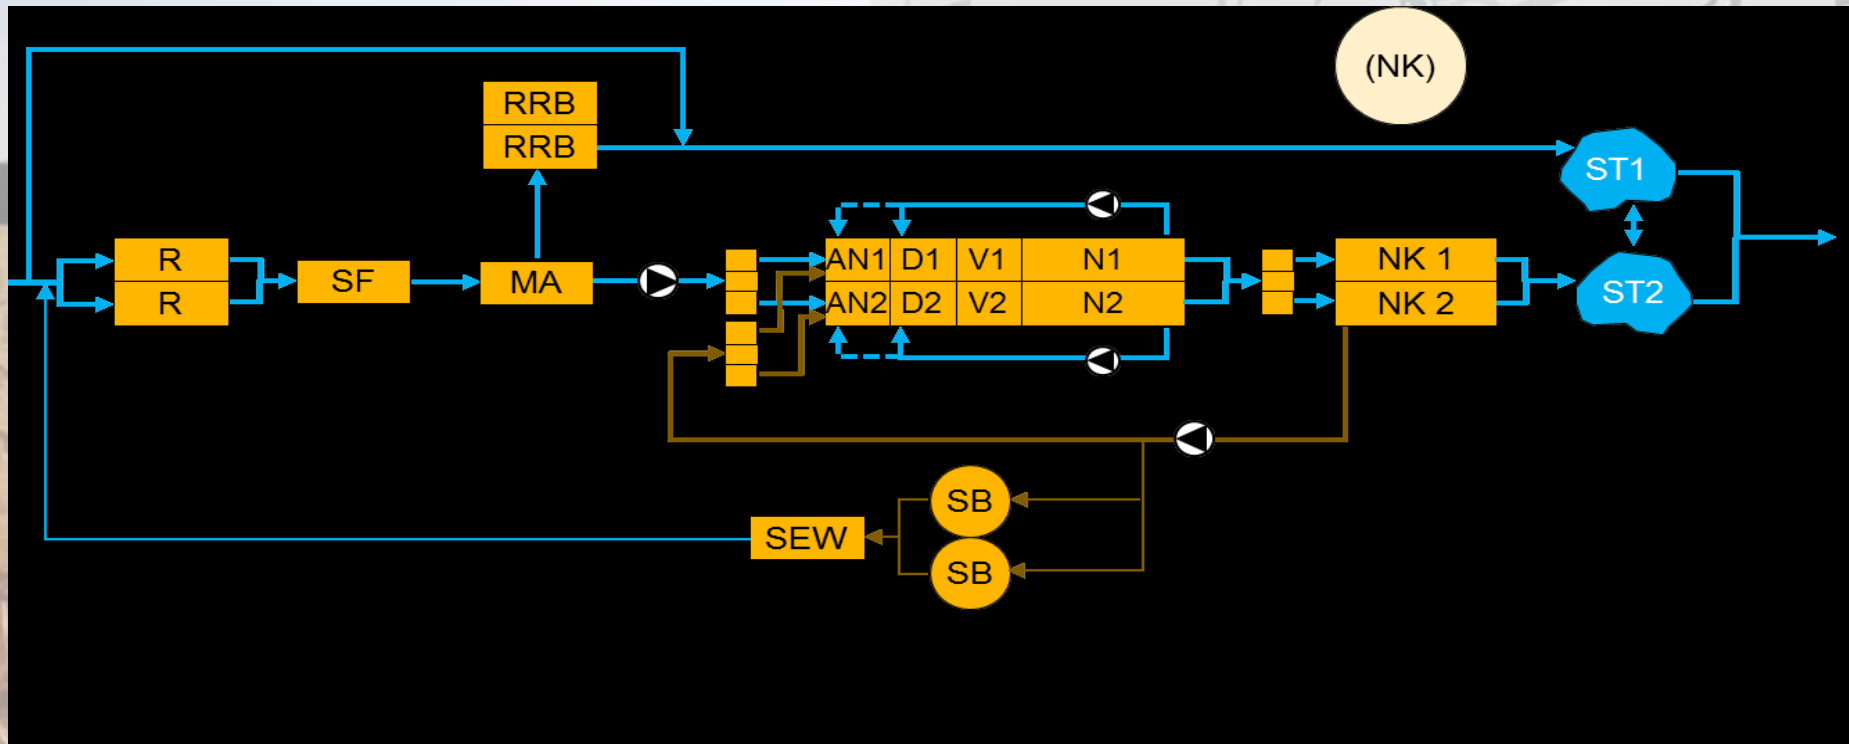 (NK)
RRB
RRB
ST1
R
R
SF
MA
AN1 D1 V1 N1
AN2 D2 V2 N2
NK 1
NK 2
ST2
SB
SEW
SB